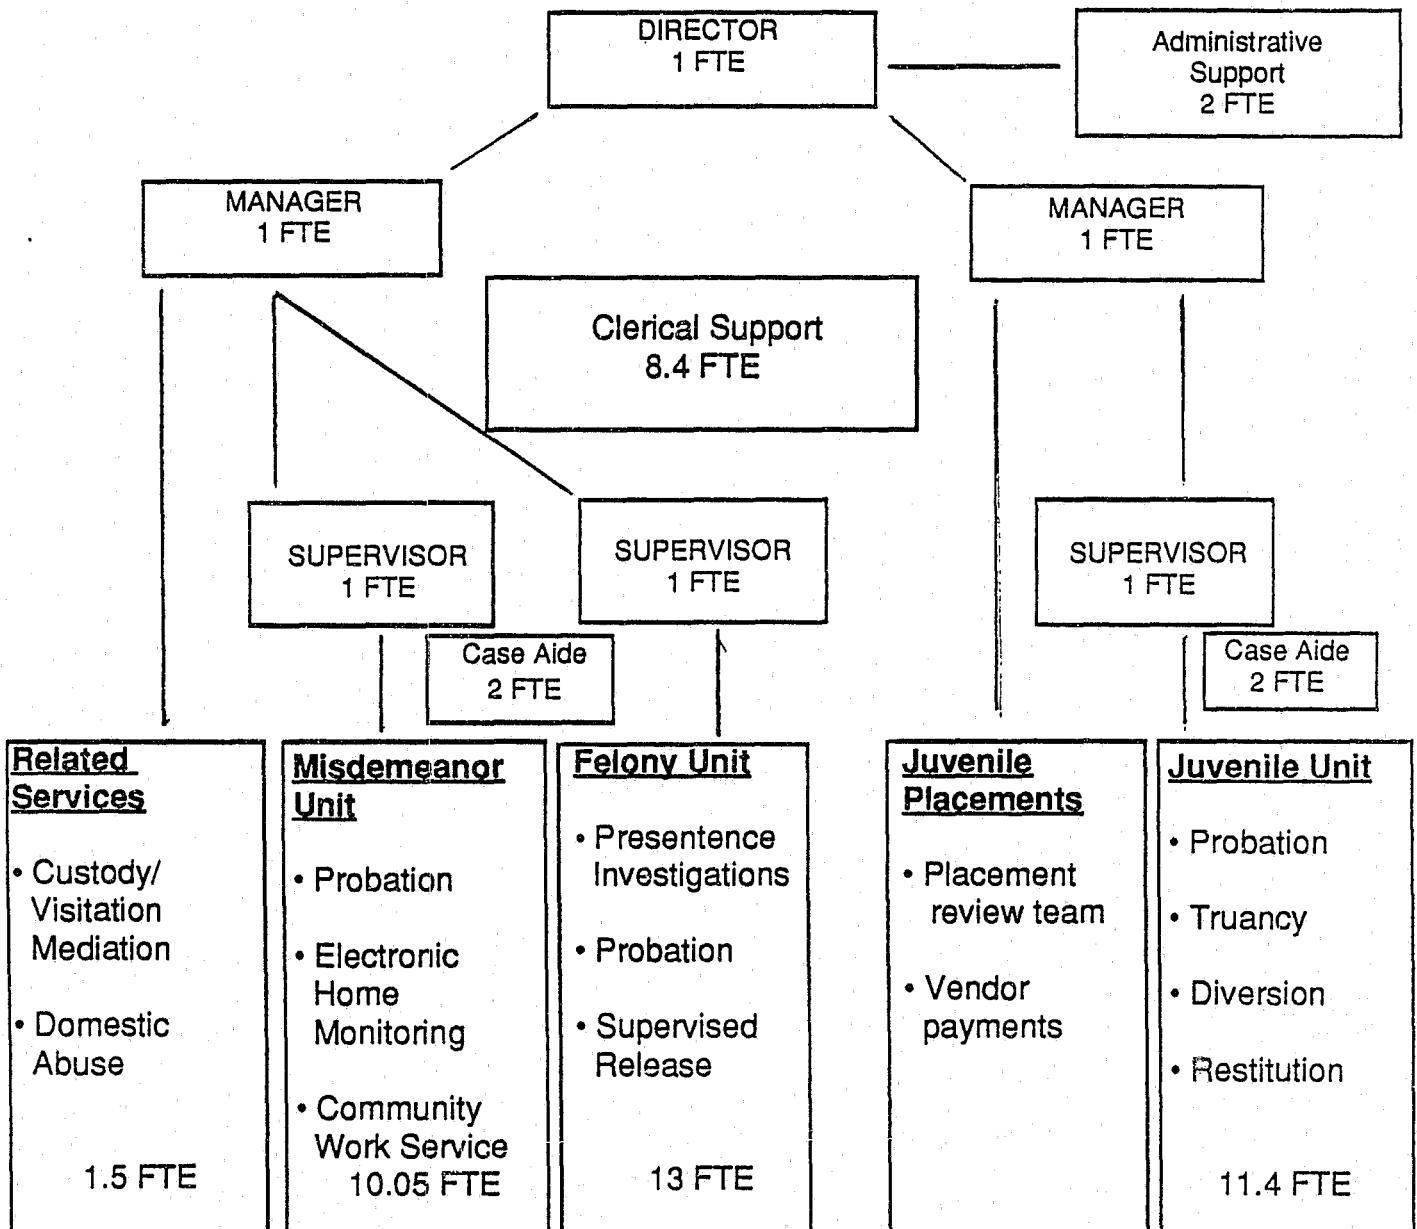 DIRECTOR
1 FTE
Administrative
Support
2 FTE
MANAGER
1 FTE
MANAGER
1 FTE
Clerical Support
8.4 FTE
SUPERVISOR
1 FTE
SUPERVISOR
1 FTE
SUPERVISOR
1 FTE
Case Aide
2 FTE
Case Aide
2 FTE
Related
Services
• Custody/
Visitation
Mediation
• Domestic
Abuse
1.5 FTE
Misdemeanor
Unit
• Probation
• Electronic
Home
Monitoring
• Community
Work Service
10.05 FTE
Felony Unit
• Presentence
Investigations
• Probation
• Supervised
Release
13 FTE
Juvenile
Placements
• Placement
review team
• Vendor
payments
Juvenile Unit
• Probation
• Truancy
• Diversion
• Restitution
11.4 FTE